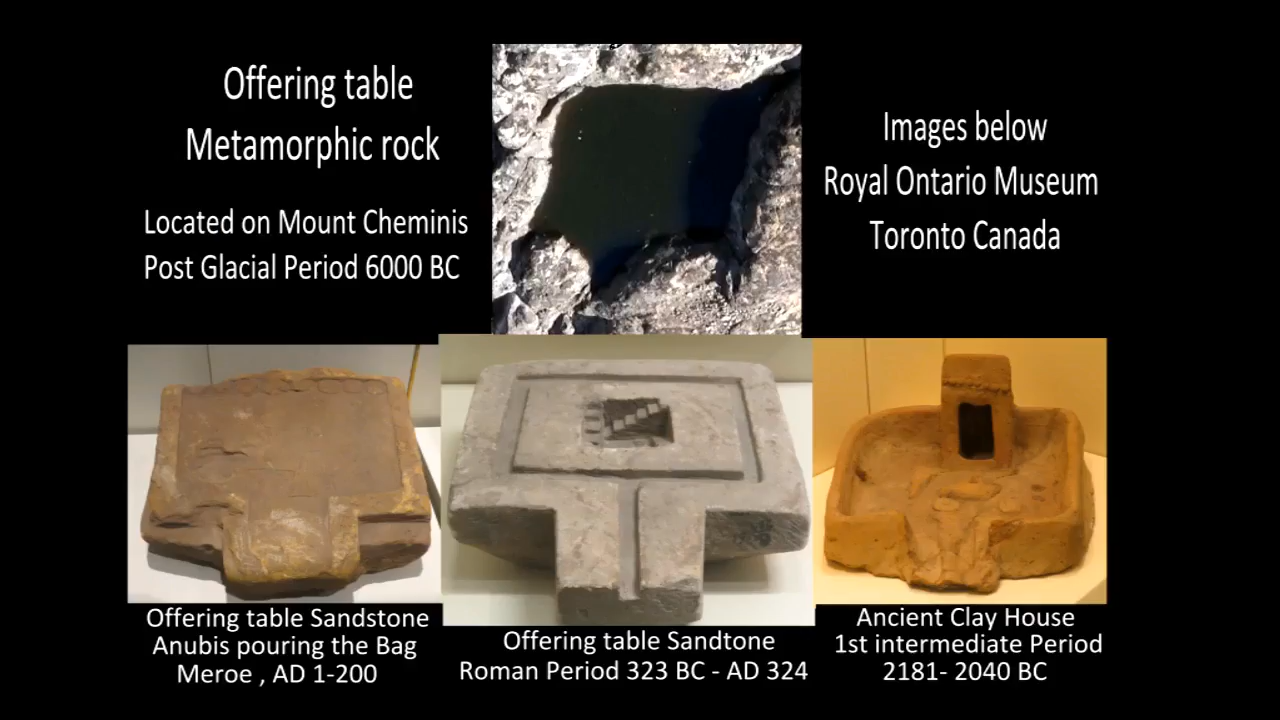 Offering table
Metamorphic rock
Located on Mount Cheminis
Post Glacial Period 6000 BC
Images below
Royal Ontario Museum
Toronto Canada
Offering table Sandstone
Anubis pouring the Bag
Meroe , AD 1-200
Offering table Sandtone
Roman Period 323 BC - AD 324
Ancient Clay House
1st intermediate Period
2181- 2040 BC